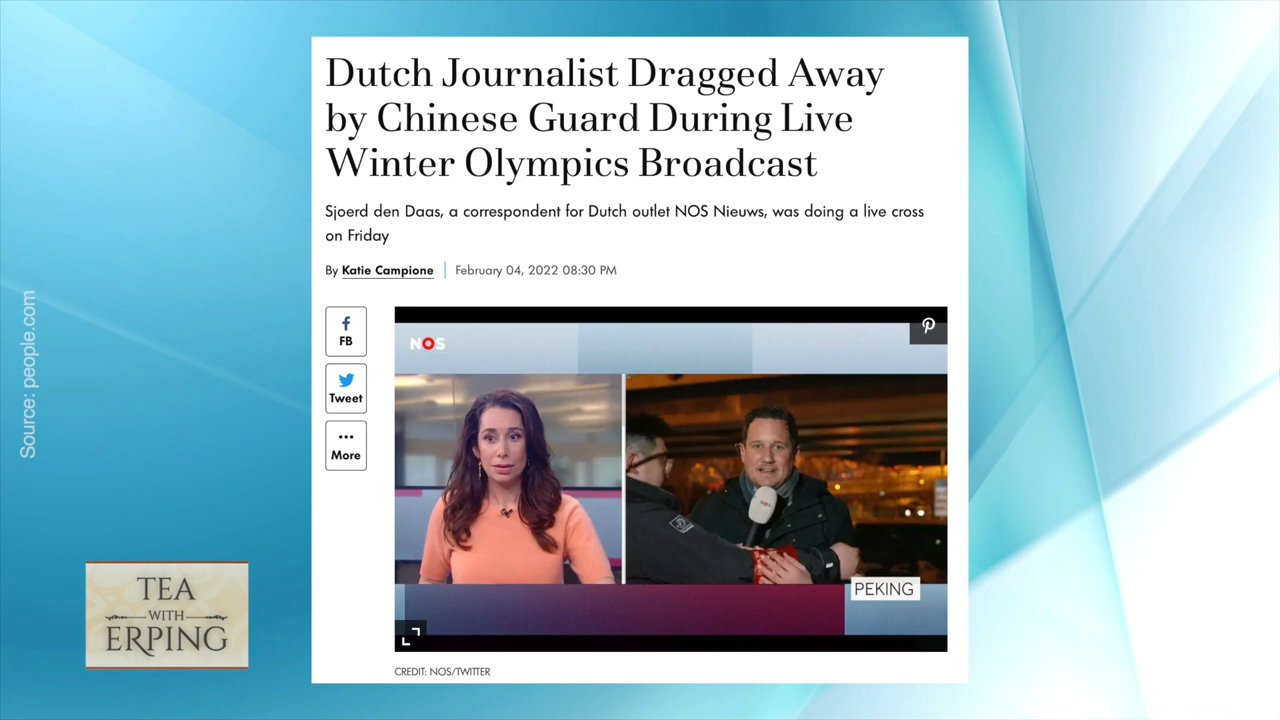 Dutch Journalist Dragged Away
by Chinese Guard During Live
Winter Olympics Broadcast
Sjoerd den Daas, a correspondent for Dutch outlet NOS Nieuws, was doing a live cross
on Friday
By Katie Campione
February 04, 2022 08:30 PM
FB
Tweet
More
NOS
PEKING
CREDIT: NOS/TWITTER
Source: people.com
TEA
WITH
ERPING